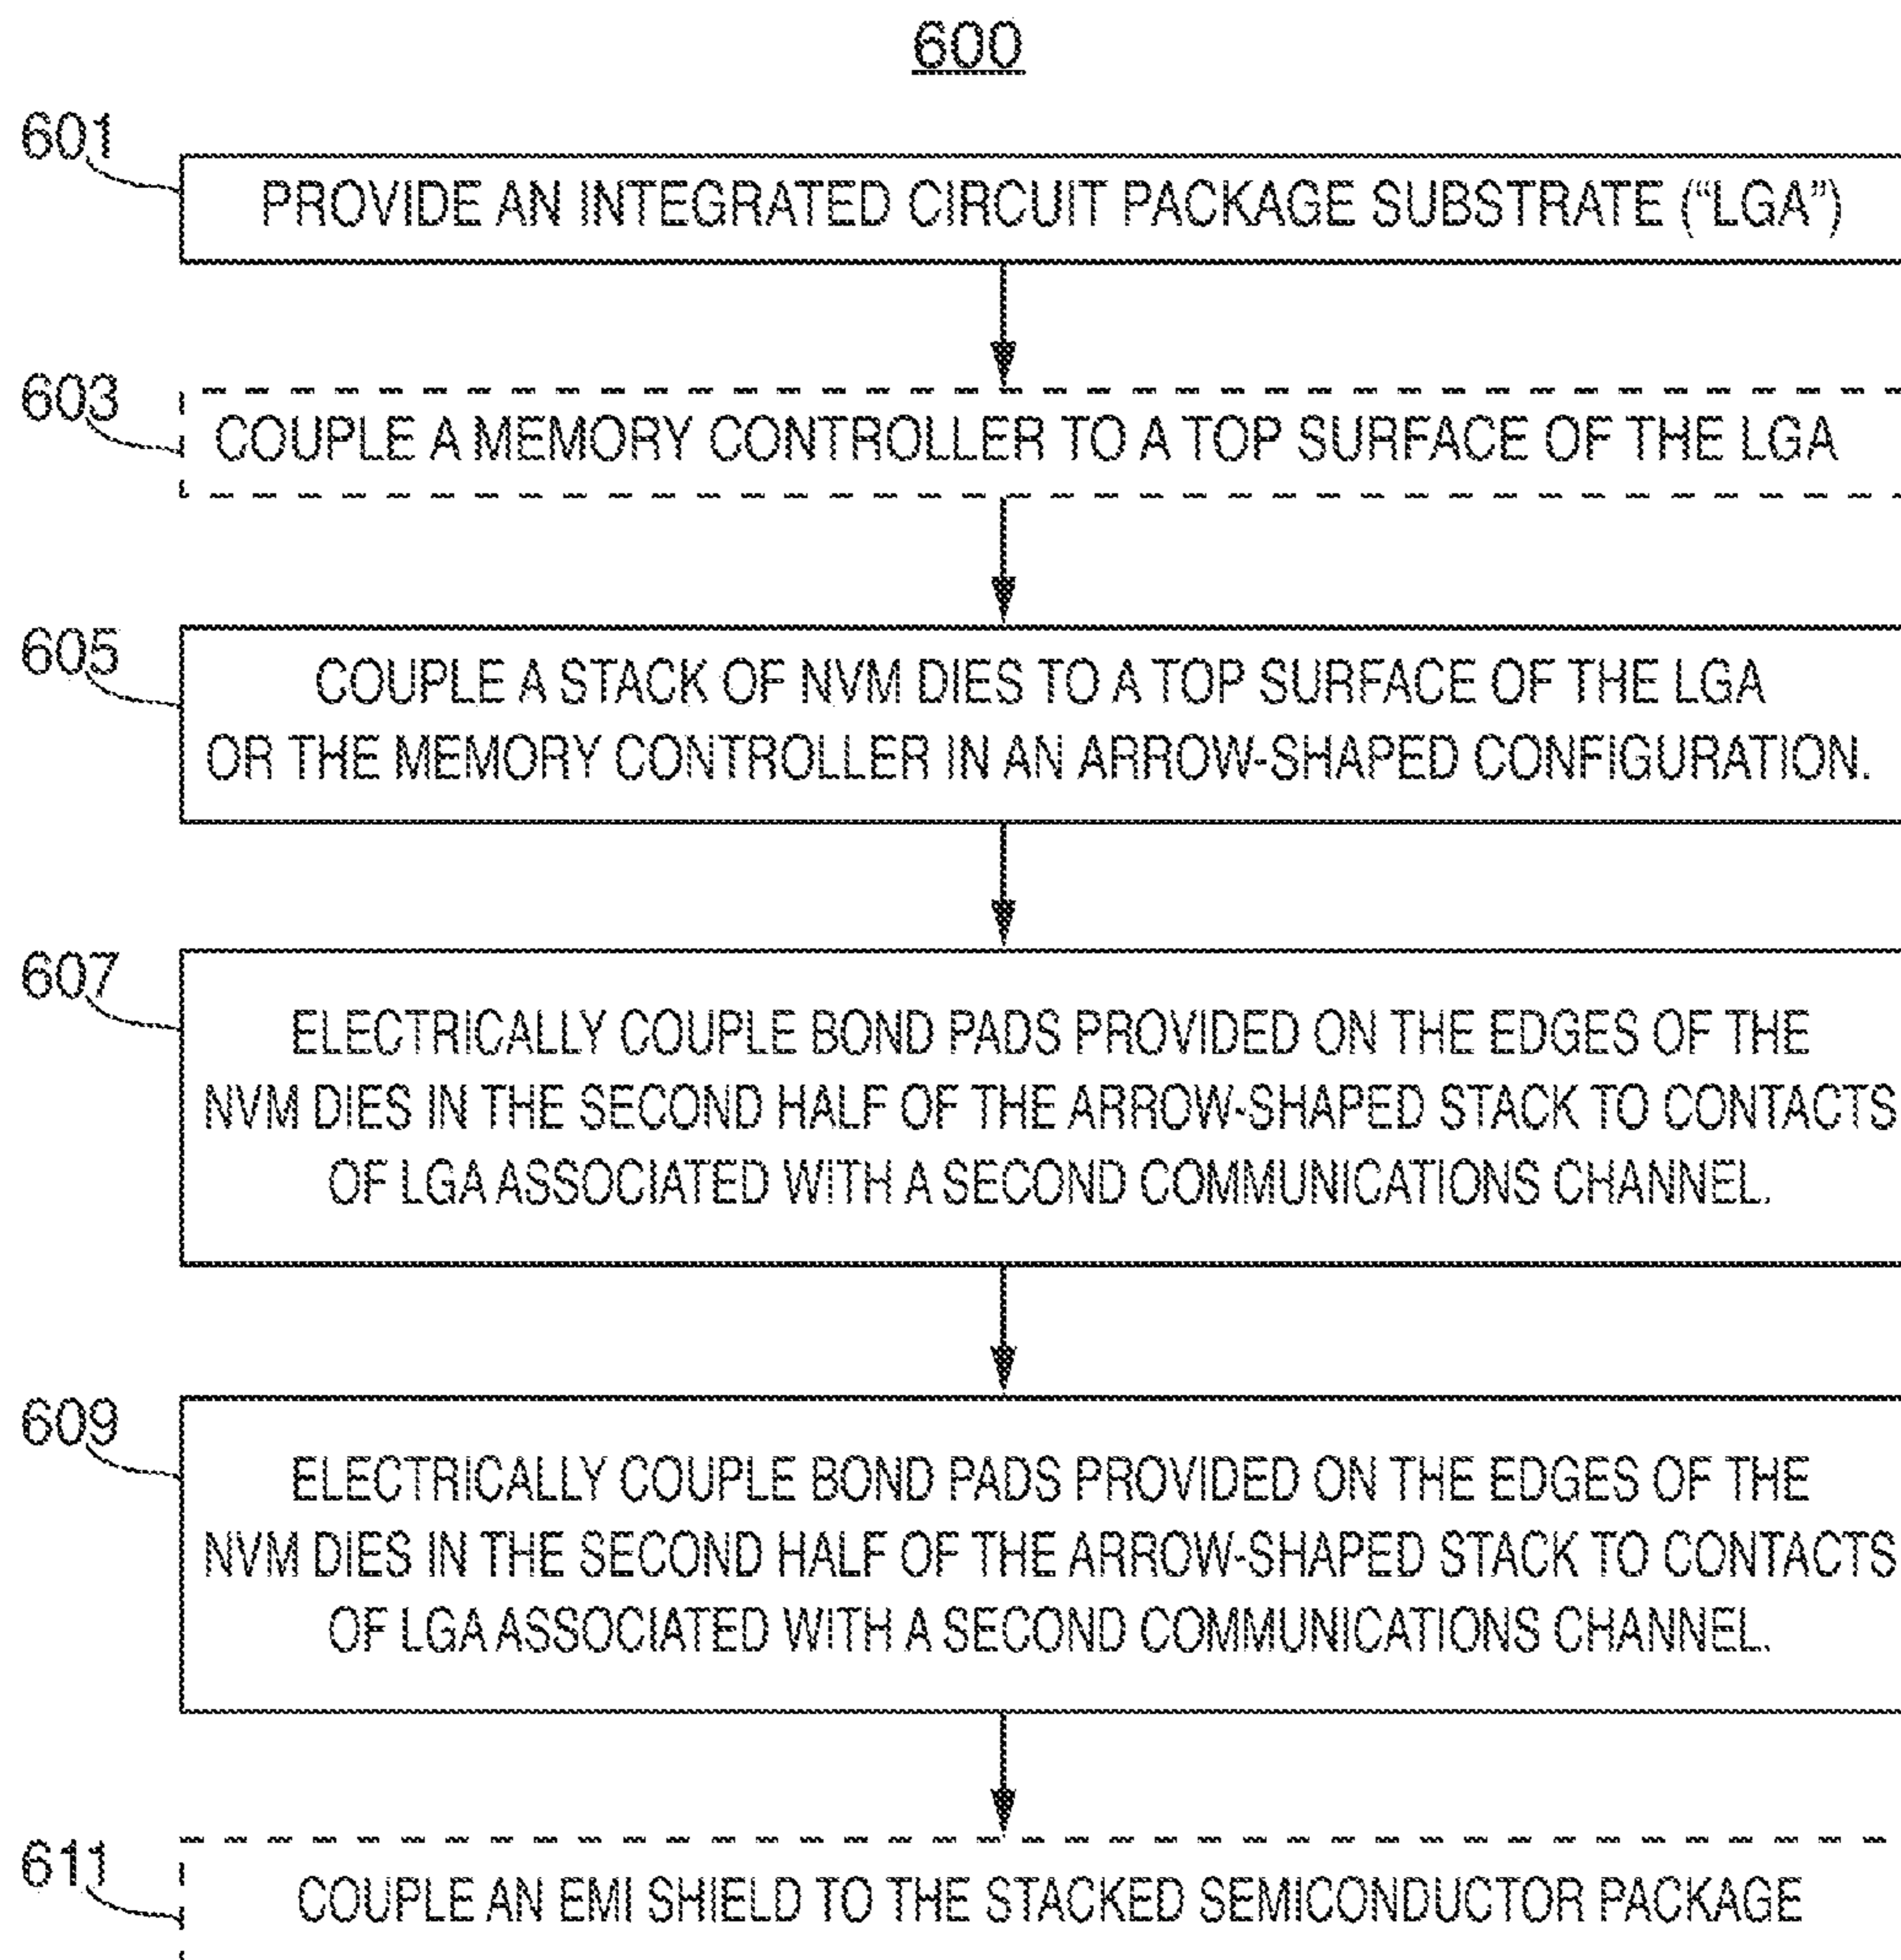 600
601
PROVIDE AN INTEGRATED CIRCUIT PACKAGE SUBSTRATE (“LGA”)
603
COUPLE A MEMORY CONTROLLER TO A TOP SURFACE OF THE LGA
605
COUPLE A STACK OF NVM DIES TO A TOP SURFACE OF THE LGA
OR THE MEMORY CONTROLLER IN AN ARROW-SHAPED CONFIGURATION.
607
ELECTRICALLY COUPLE BOND PADS PROVIDED ON THE EDGES OF THE
NVM DIES IN THE SECOND HALF OF THE ARROW-SHAPED STACK TO CONTACTS
OF LGA ASSOCIATED WITH A SECOND COMMUNICATIONS CHANNEL.
609
ELECTRICALLY COUPLE BOND PADS PROVIDED ON THE EDGES OF THE
NVM DIES IN THE SECOND HALF OF THE ARROW-SHAPED STACK TO CONTACTS
OF LGA ASSOCIATED WITH A SECOND COMMUNICATIONS CHANNEL.
611
COUPLE AN EMI SHIELD TO THE STACKED SEMICONDUCTOR PACKAGE